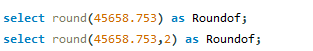 select round(45658.753) as Roundof;
select round(45658.753,2) as Roundof;